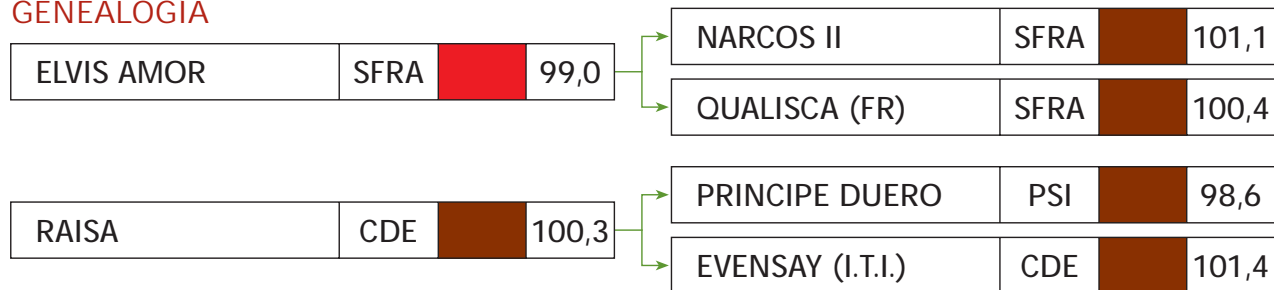 GENEALOGÍA
ELVIS AMOR SFRA 99,0
NARCOS II SFRA 101,1
QUALISCA (FR) SFRA 100,4
RAISA CDE 100,3
PRINCIPE DUERO PSI 98,6
EVENSAY (I.T.I.) CDE 101,4